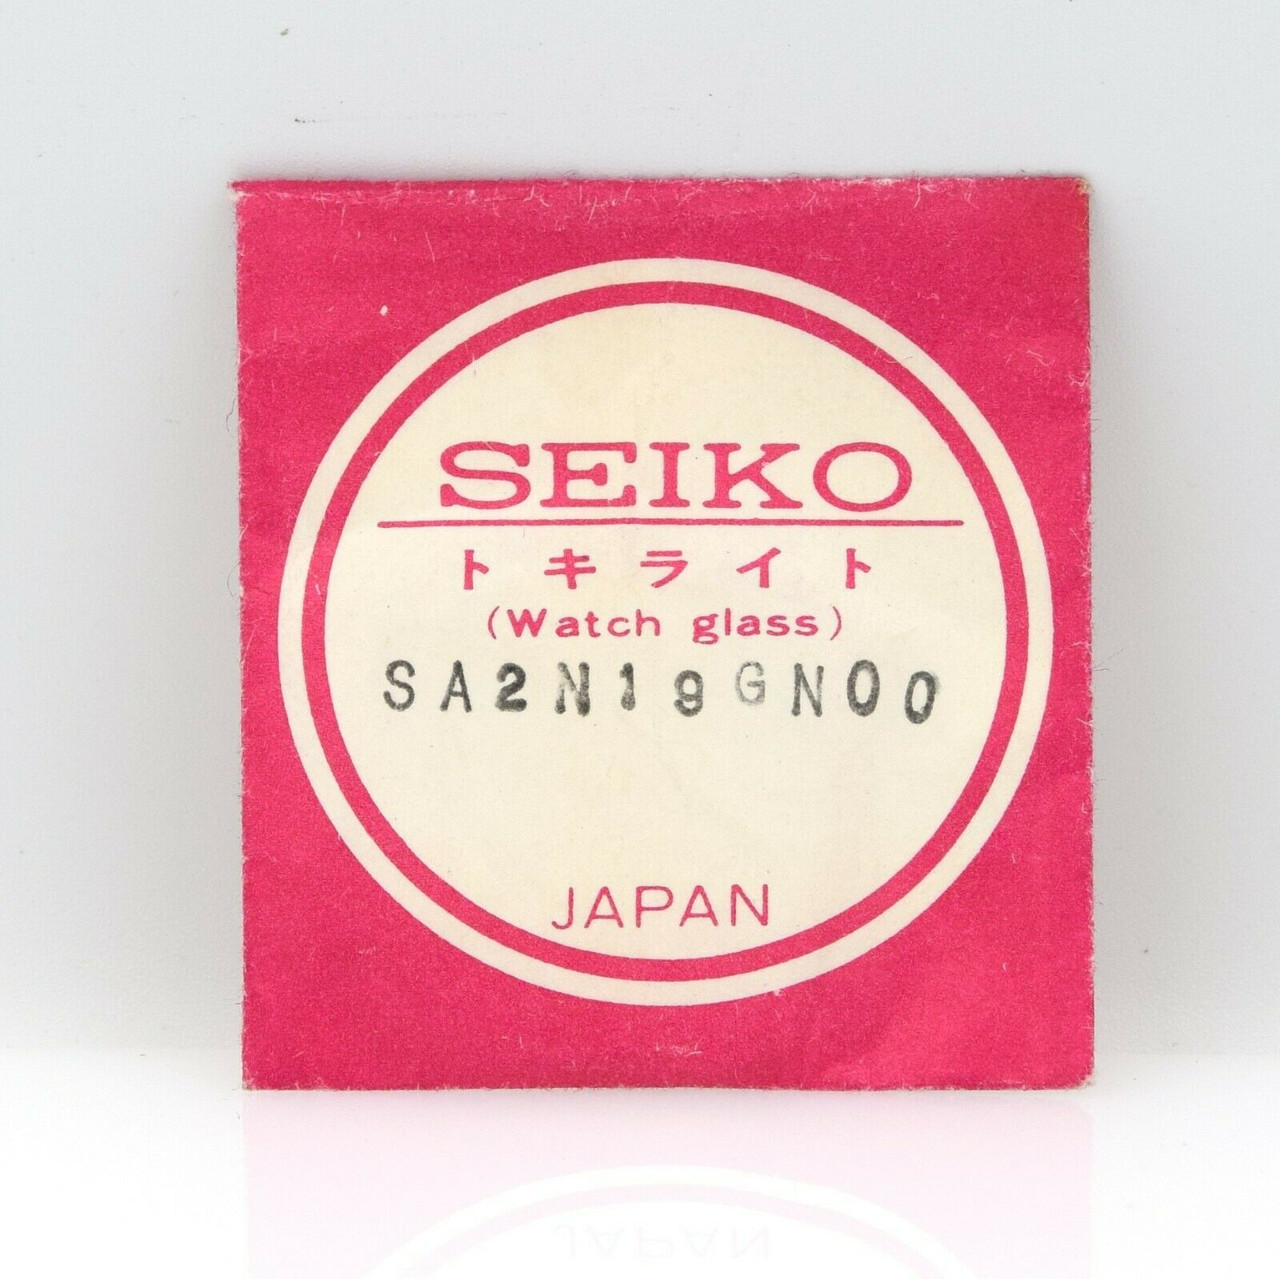 SEIKO
トキライト
(Watch glass)
SA2N19GN00
JAPAN